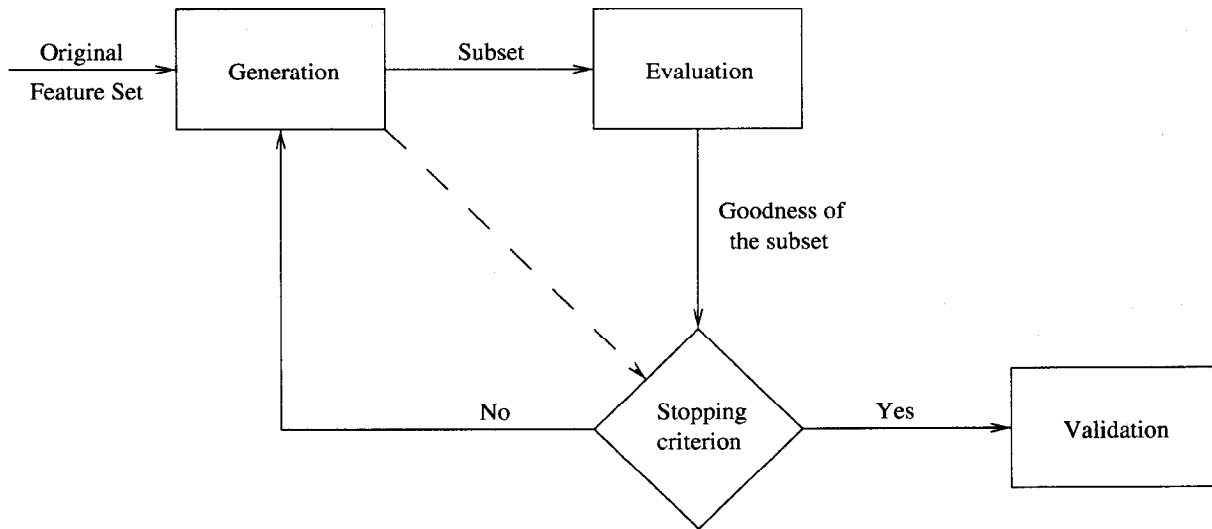 Original
Feature Set
Generation
Subset
Evaluation
Goodness of
the subset
No
Stopping
criterion
Yes
Validation